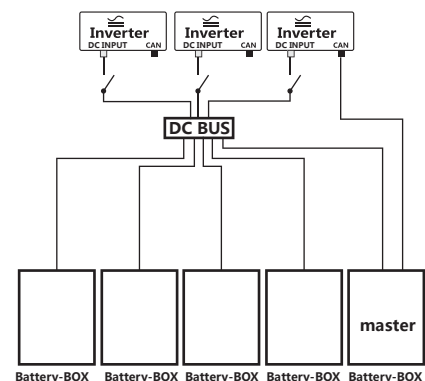 Inverter Inverter Inverter
DC INPUT CAN DC INPUT CAN DC INPUT CAN
DC BUS
master
Battery-BOX Battery-BOX Battery-BOX Battery-BOX Battery-BOX